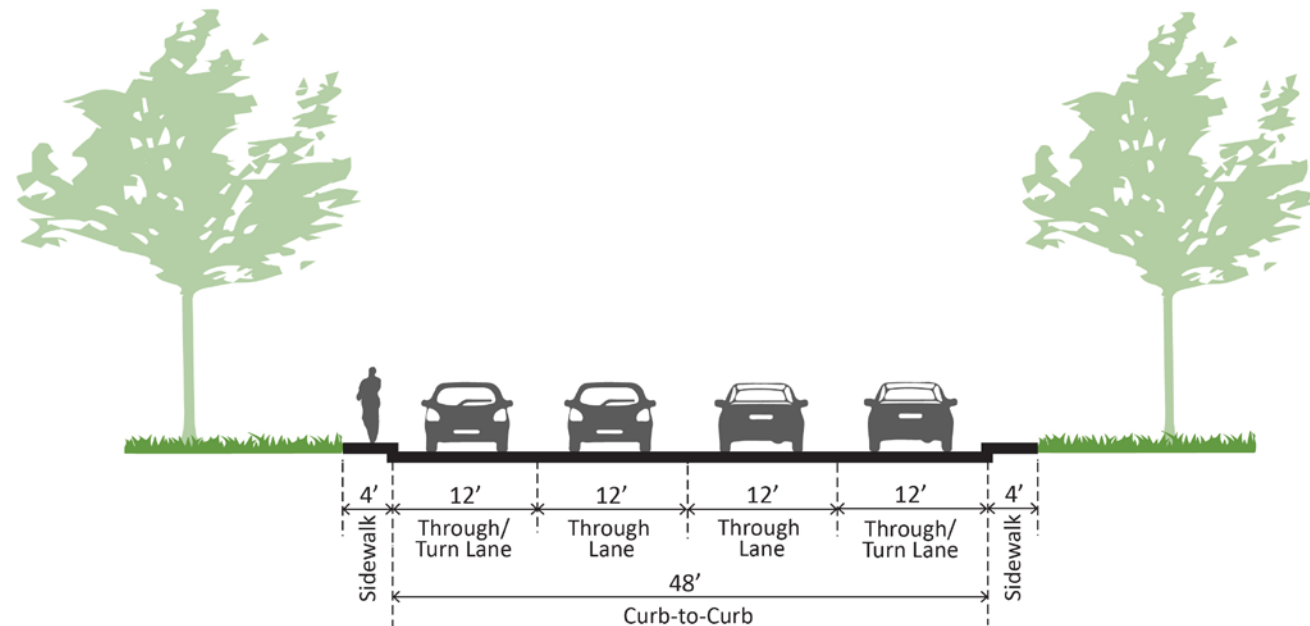 4’ 12’ 12’ 12’ 12’ 4’
Sidewalk
Through/
Turn Lane
Through
Lane
Through
Lane
Through/
Turn Lane
Sidewalk
48’
Curb-to-Curb